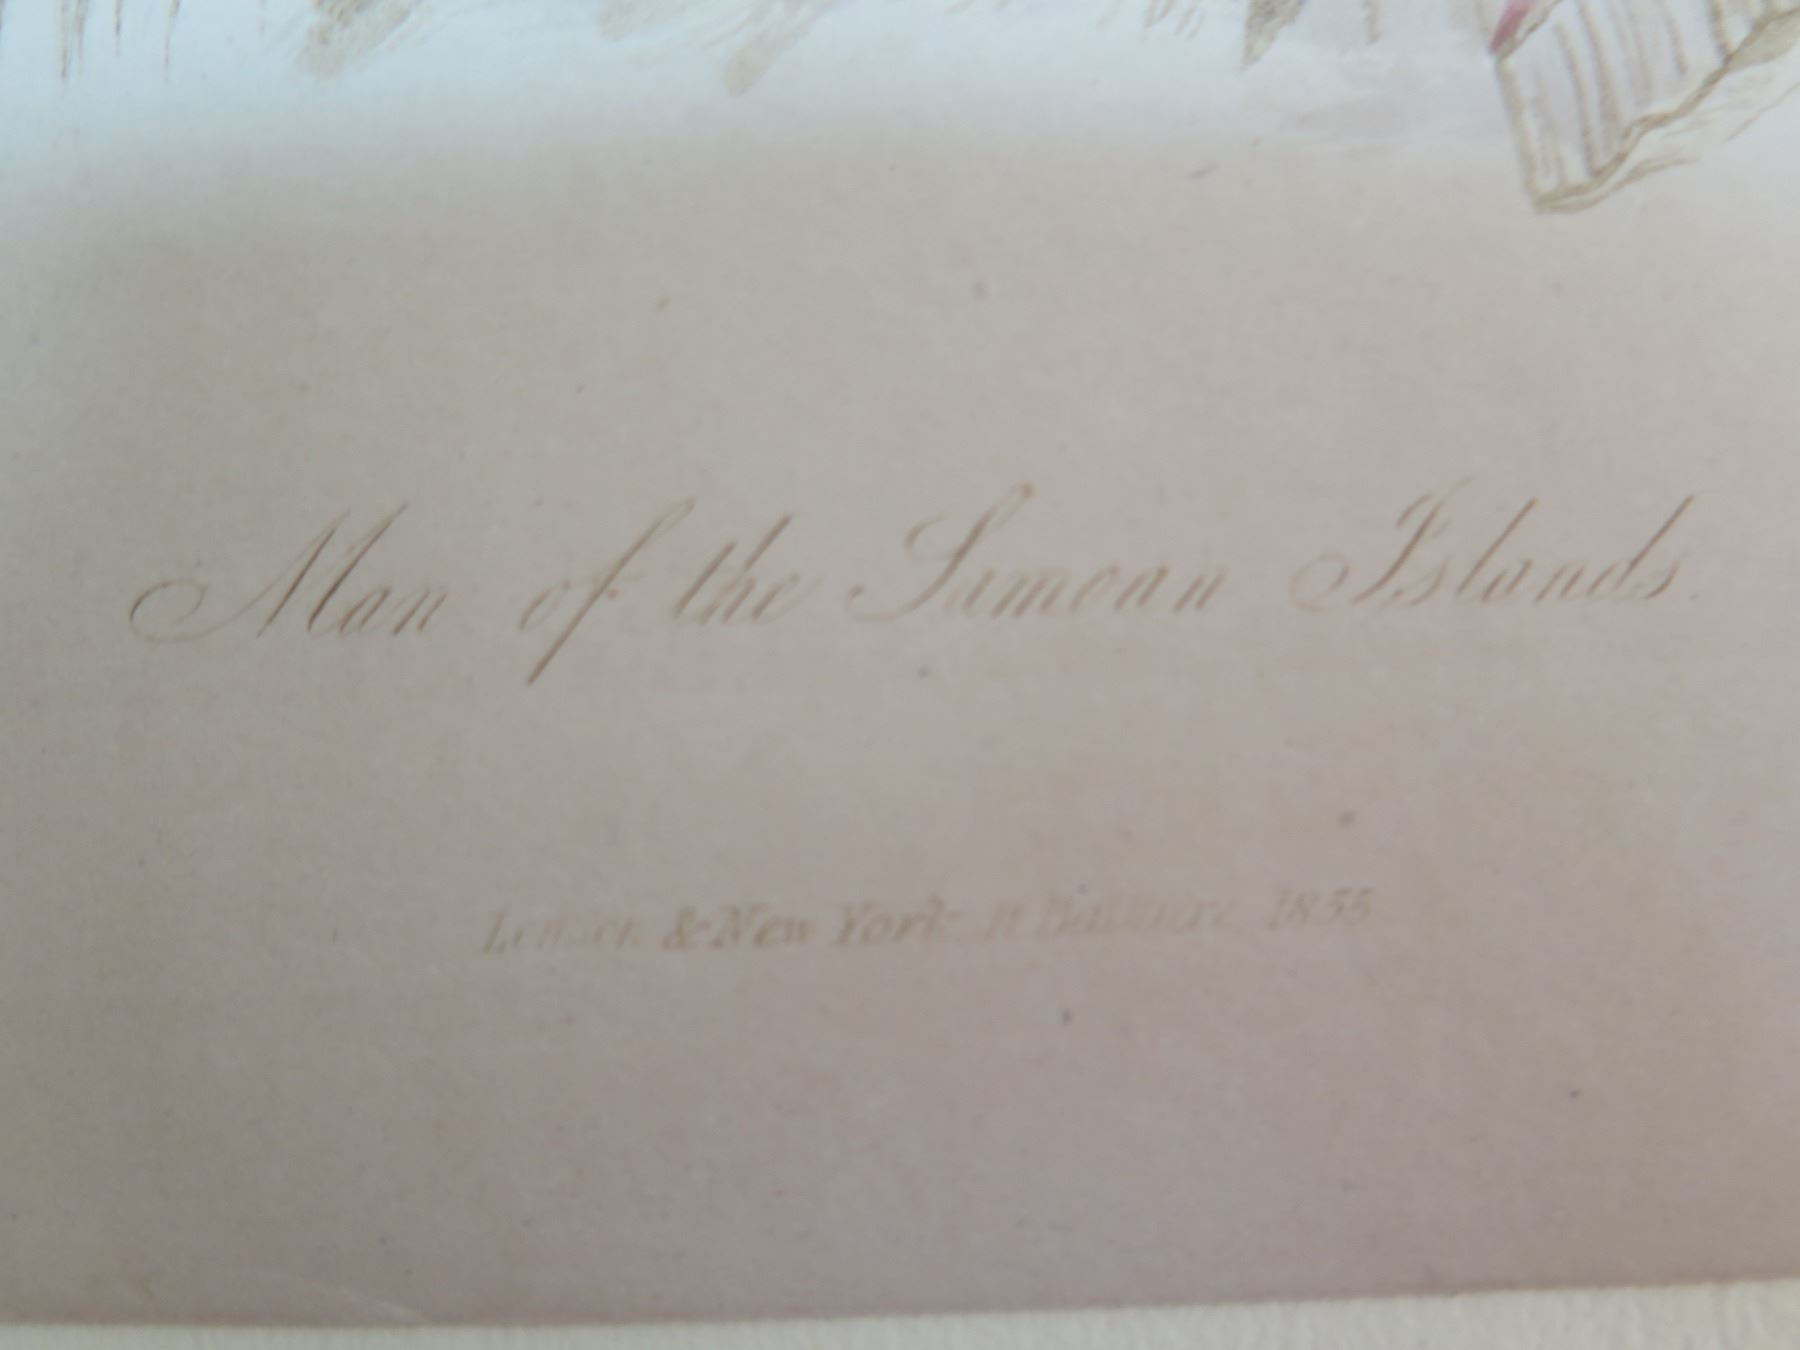 Man of the Samoan Islands.
London & New York H Bailliere 1855